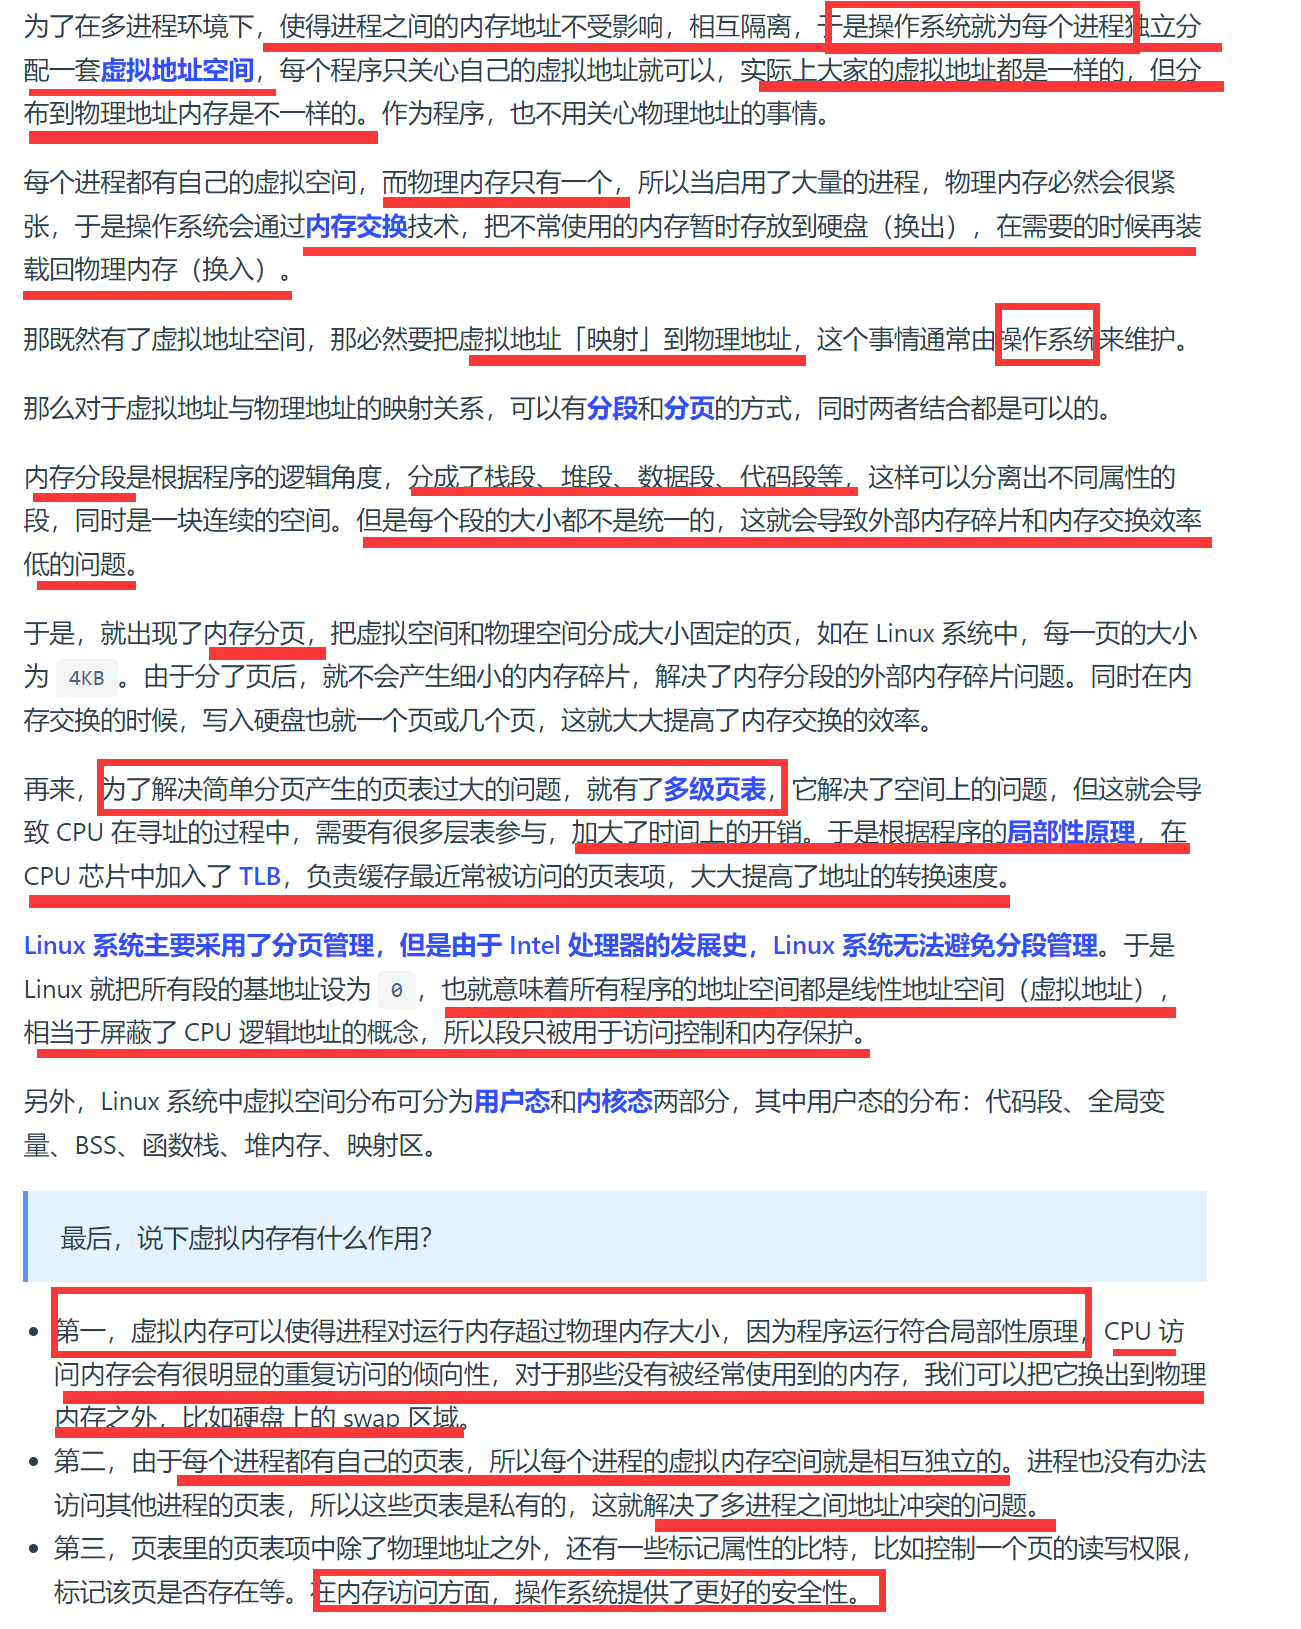 为了在多进程环境下，使得进程之间的内存地址不受影响，相互隔离，于是操作系统就为每个进程独立分
配一套虚拟地址空间，每个程序只关心自己的虚拟地址就可以，实际上大家的虚拟地址都是一样的，但分
布到物理地址内存是不一样的。作为程序，也不用关心物理地址的事情。
每个进程都有自己的虚拟空间，而物理内存只有一个，所以当启用了大量的进程，物理内存必然会很紧
张，于是操作系统会通过内存交换技术，把不常使用的内存暂时存放到硬盘（换出），在需要的时候再装
载回物理内存（换入）。
那既然有了虚拟地址空间，那必然要把虚拟地址「映射」到物理地址，这个事情通常由操作系统来维护。
那么对于虚拟地址与物理地址的映射关系，可以有分段和分页的方式，同时两者结合都是可以的。
内存分段是根据程序的逻辑角度，分成了栈段、堆段、数据段、代码段等，这样可以分离出不同属性的
段，同时是一块连续的空间。但是每个段的大小都不是统一的，这就会导致外部内存碎片和内存交换效率
低的问题。
于是，就出现了内存分页，把虚拟空间和物理空间分成大小固定的页，如在 Linux 系统中，每一页的大小
为 4KB。由于分了页后，就不会产生细小的内存碎片，解决了内存分段的外部内存碎片问题。同时在内
存交换的时候，写入硬盘也就一个页或几个页，这就大大提高了内存交换的效率。
再来，为了解决简单分页产生的页表过大的问题，就有了多级页表，它解决了空间上的问题，但这就会导
致 CPU 在寻址的过程中，需要有很多层表参与，加大了时间上的开销。于是根据程序的局部性原理，在
CPU 芯片中加入了 TLB，负责缓存最近常被访问的页表项，大大提高了地址的转换速度。
Linux 系统主要采用了分页管理，但是由于 Intel 处理器的发展史，Linux 系统无法避免分段管理。于是
Linux 就把所有段的基地址设为 0，也就意味着所有程序的地址空间都是线性地址空间（虚拟地址），
相当于屏蔽了 CPU 逻辑地址的概念，所以段只被用于访问控制和内存保护。
另外，Linux 系统中虚拟空间分布可分为用户态和内核态两部分，其中用户态的分布：代码段、全局变
量、BSS、函数栈、堆内存、映射区。
最后，说下虚拟内存有什么作用？
第一，虚拟内存可以使得进程对运行内存超过物理内存大小，因为程序运行符合局部性原理，CPU 访
问内存会有很明显的重复访问的倾向性，对于那些没有被经常使用到的内存，我们可以把它换出到物理
内存之外，比如硬盘上的 swap 区域。
第二，由于每个进程都有自己的页表，所以每个进程的虚拟内存空间就是相互独立的。进程也没有办法
访问其他进程的页表，所以这些页表是私有的，这就解决了多进程之间地址冲突的问题。
第三，页表里的页表项中除了物理地址之外，还有一些标记属性的比特，比如控制一个页的读写权限，
标记该页是否存在等。在内存访问方面，操作系统提供了更好的安全性。